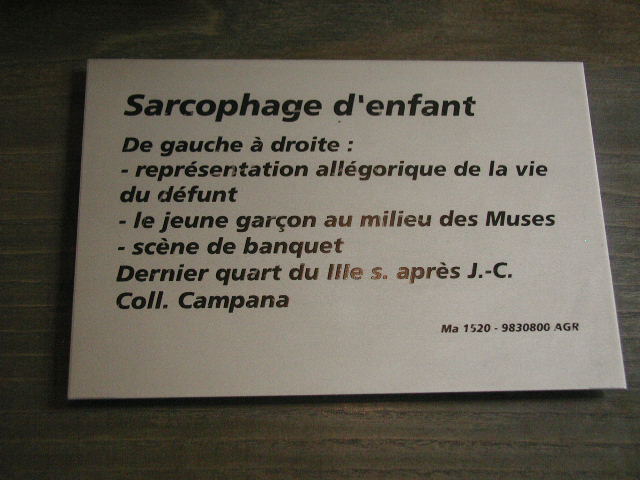 Sarcophage d'enfant
De gauche à droite :
- représentation allégorique de la vie
du défunt
- le jeune garçon au milieu des Muses
- scène de banquet
Dernier quart du IIIe s. après J.-C.
Coll. Campana
Ma 1520 - 9830800 AGR